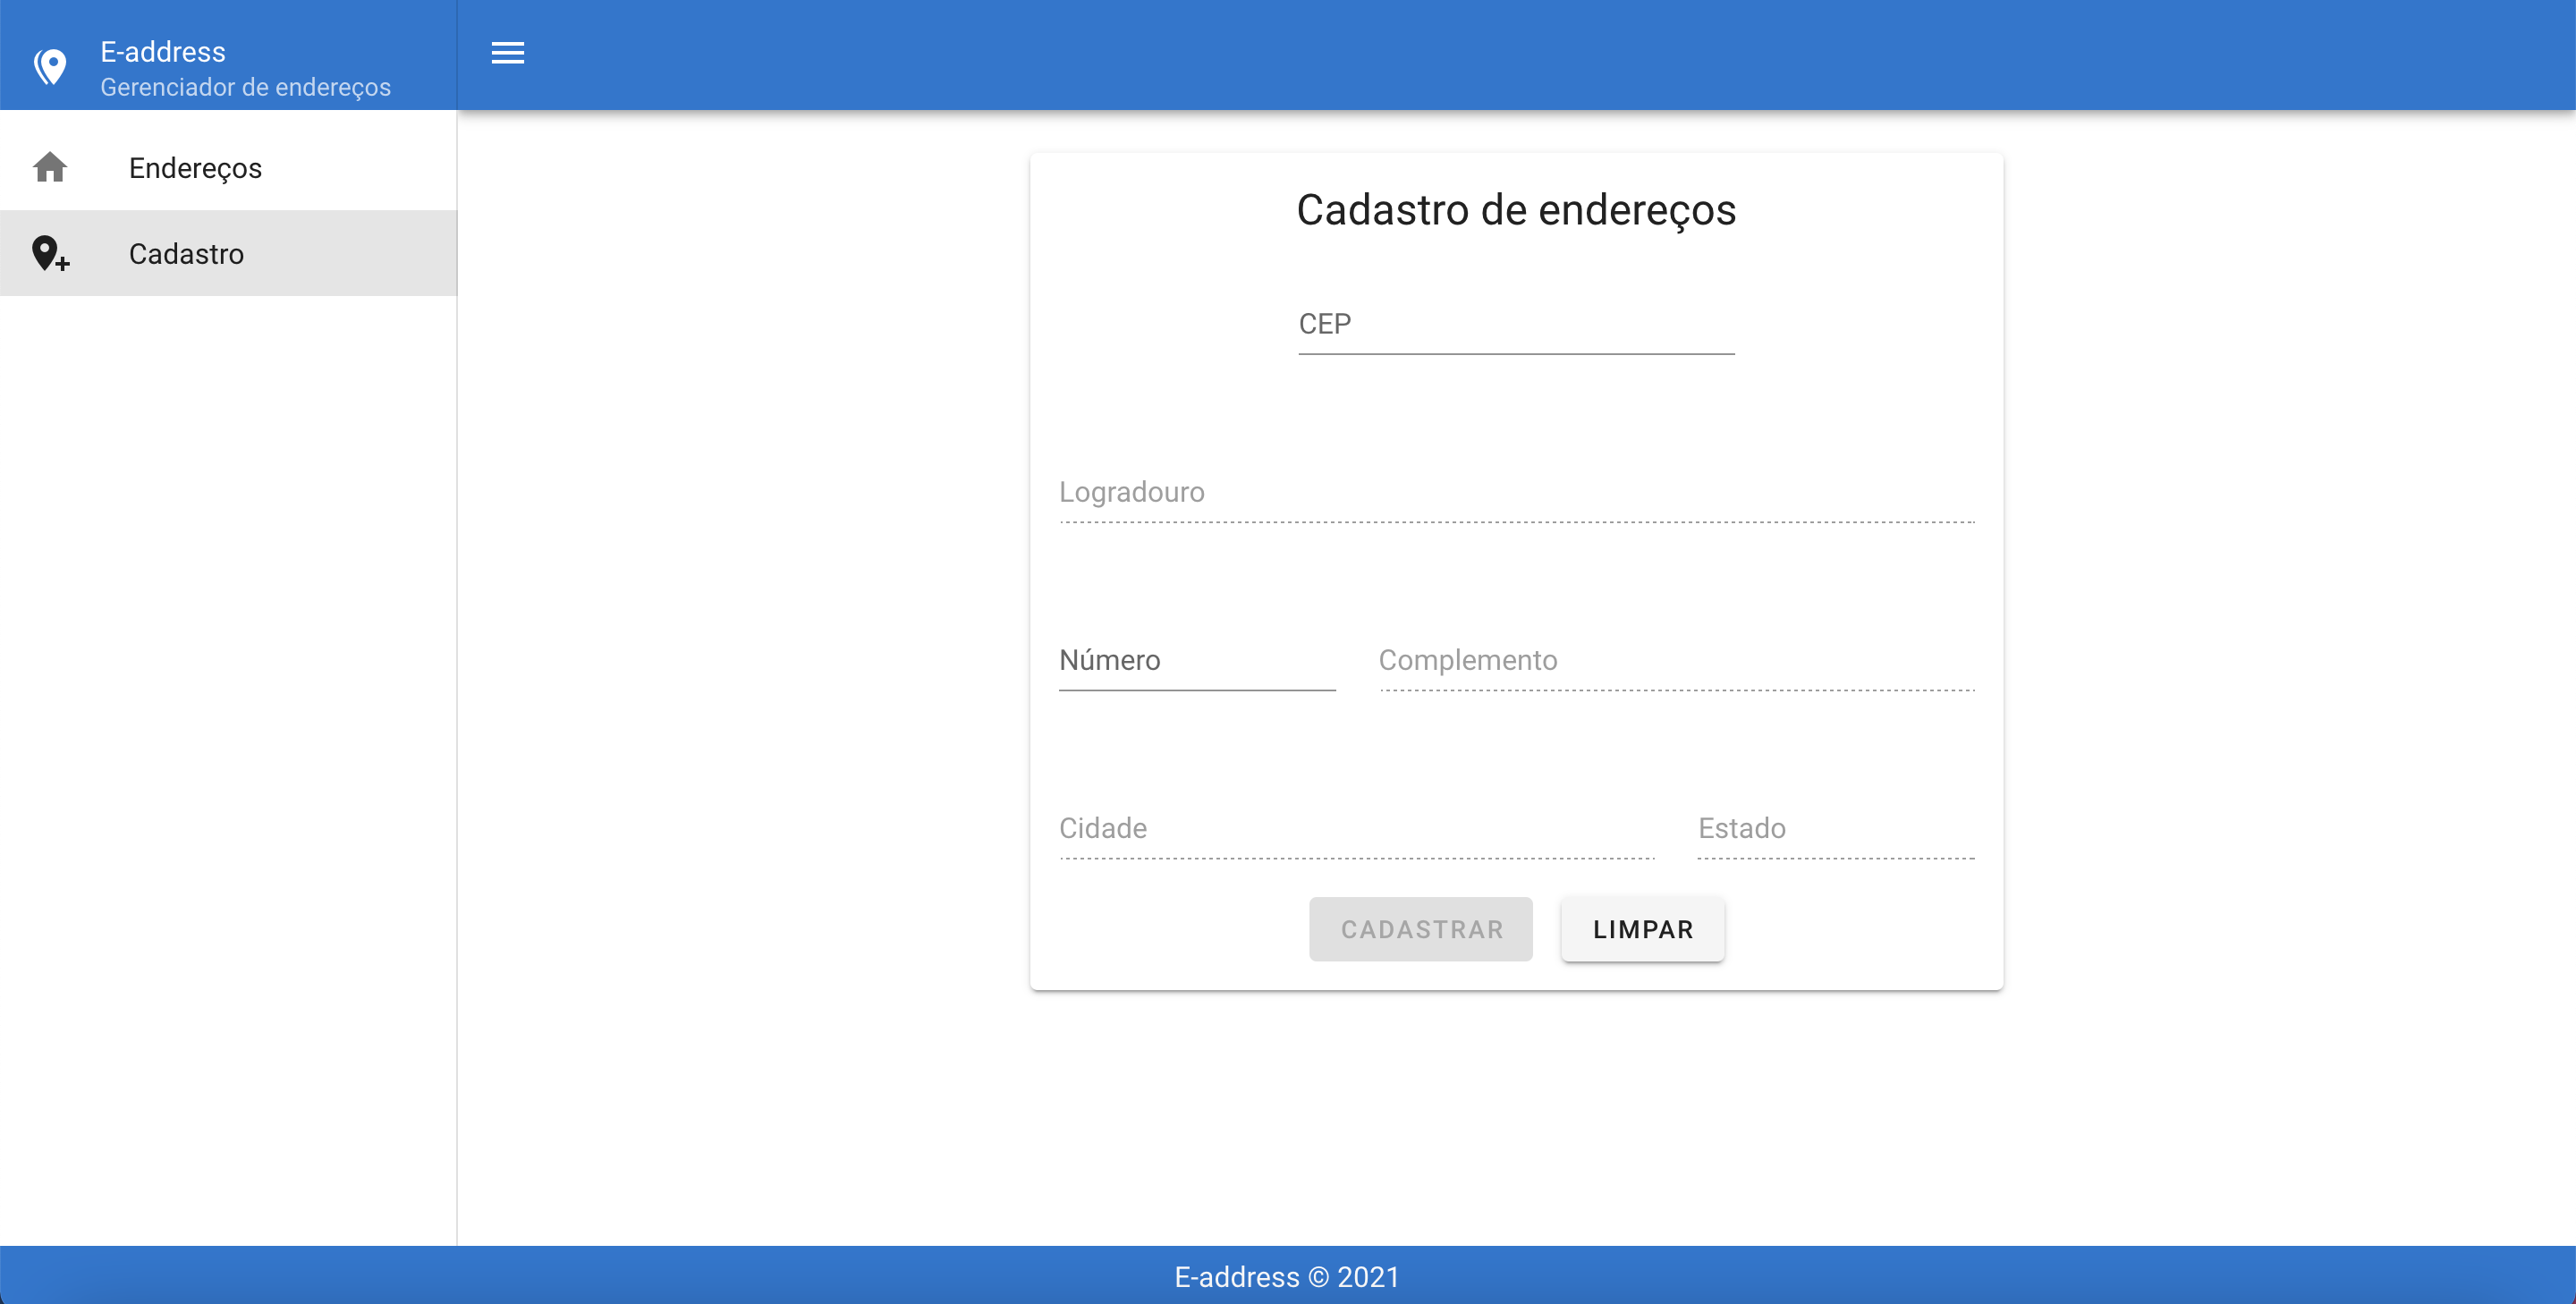 E-address
Gerenciador de endereços
Endereços
Cadastro
Cadastro de endereços
CEP
Logradouro
Número
Complemento
Cidade
Estado
CADASTRAR
LIMPAR
E-address © 2021